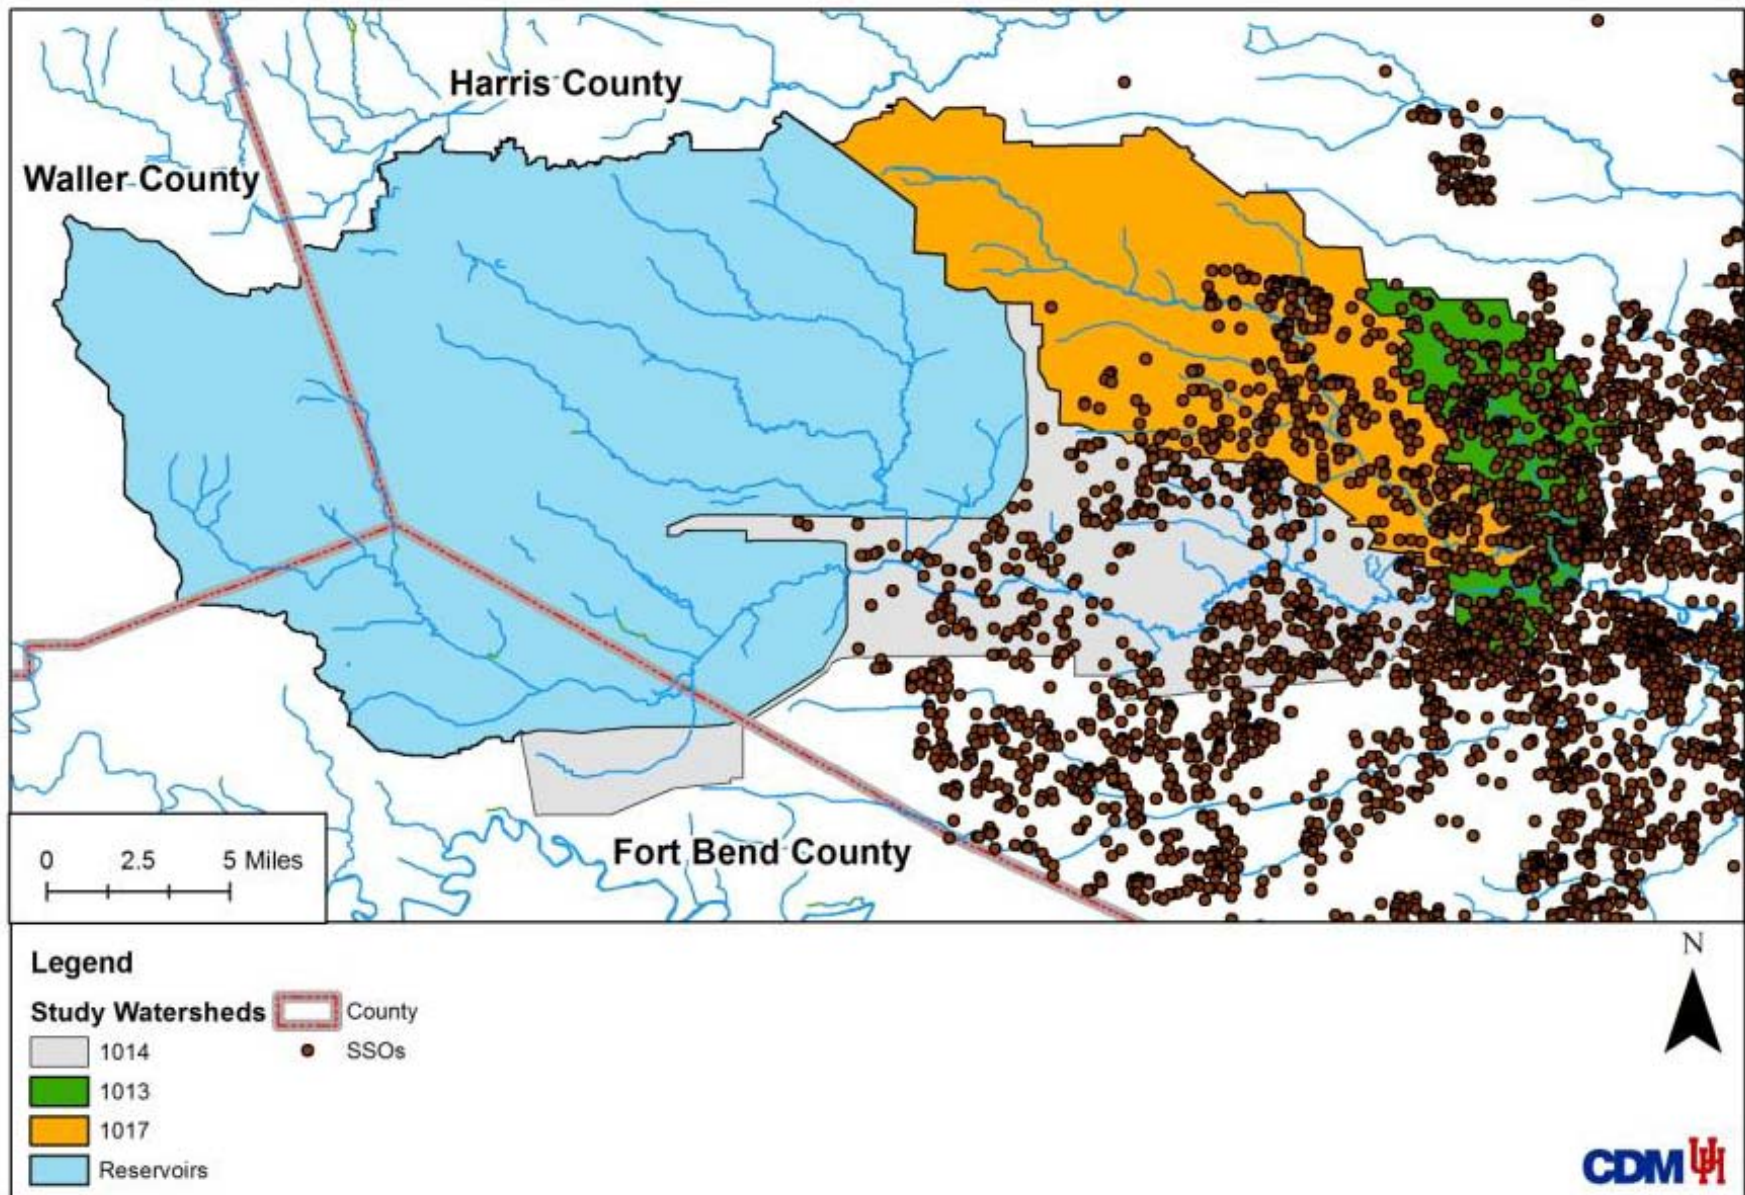 Harris County
Waller County
Fort Bend County
0 2.5 5 Miles
Legend
Study Watersheds
County
1014
SSOs
1013
1017
Reservoirs
N
CDM UH